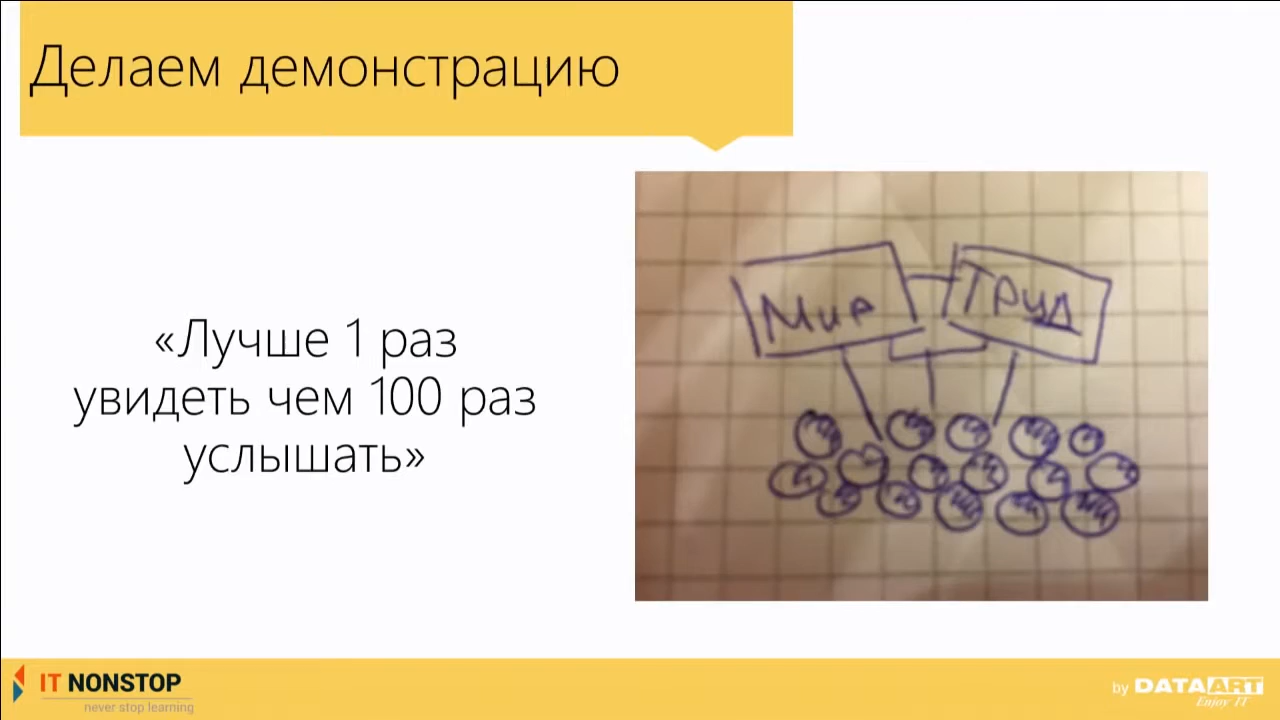 Делаем демонстрацию
«Лучше 1 раз
увидеть чем 100 раз
услышать»
Мир
Труд
IT NONSTOP
never stop learning
by DATAART
Enjoy IT